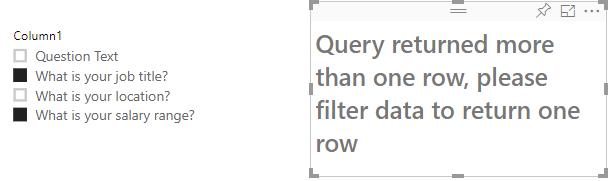 Column1
Question Text
What is your job title?
What is your location?
What is your salary range?
Query returned more
than one row, please
filter data to return one
row